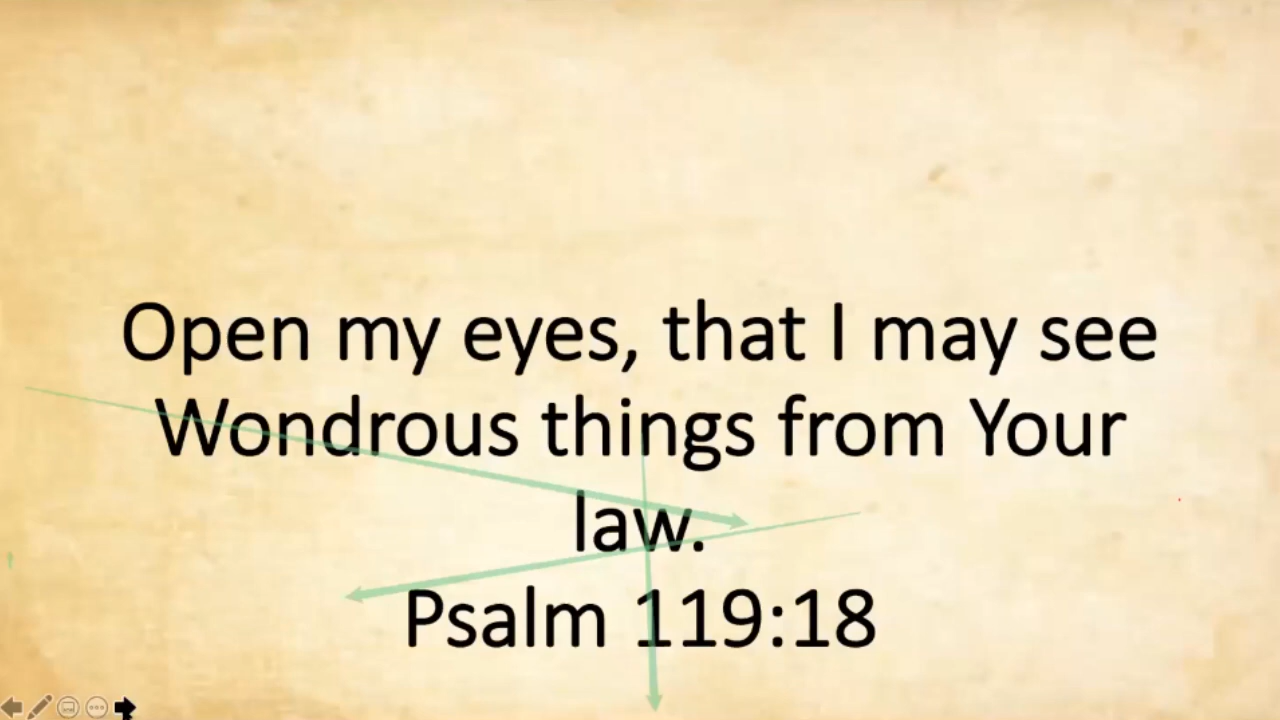 Open my eyes, that I may see
Wondrous things from Your
law.
Psalm 119:18